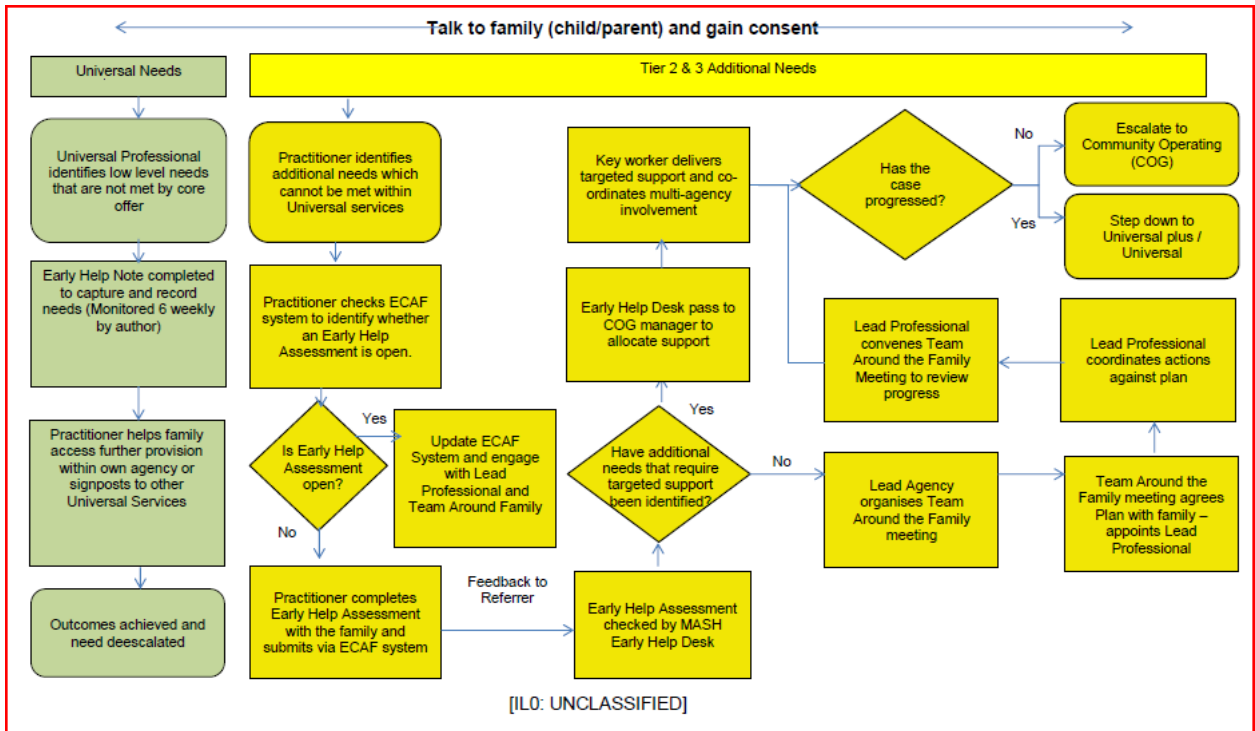 Talk to family (child/parent) and gain consent
Universal Needs
Universal Professional
identifies low level needs
that are not met by core
offer
Early Help Note completed
to capture and record
needs (Monitored 6 weekly
by author)
Practitioner helps family
access further provision
within own agency or
signposts to other
Universal Services
Outcomes achieved and
need deescalated
Tier 2 & 3 Additional Needs
Practitioner identifies
additional needs which
cannot be met within
Universal services
Practitioner checks ECAF
system to identify whether
an Early Help
Assessment is open.
Is Early Help
Assessment
open?
Yes
Update ECAF
System and engage
with Lead
Professional and
Team Around Family
No
Practitioner completes
Early Help Assessment
with the family and
submits via ECAF system
Feedback to
Referrer
Early Help Assessment
checked by MASH
Early Help Desk
Have additional
needs that require
targeted support
been identified?
Yes
Early Help Desk pass to
COG manager to
allocate support
Key worker delivers
targeted support and co-
ordinates multi-agency
involvement
No
Lead Agency
organises Team
Around the Family
meeting
Team Around the
Family meeting agrees
Plan with family –
appoints Lead
Professional
Lead Professional
coordinates actions
against plan
Lead Professional
convenes Team
Around the Family
Meeting to review
progress
Has the
case
progressed?
No
Escalate to
Community Operating
(COG)
Yes
Step down to
Universal plus /
Universal
[IL0: UNCLASSIFIED]